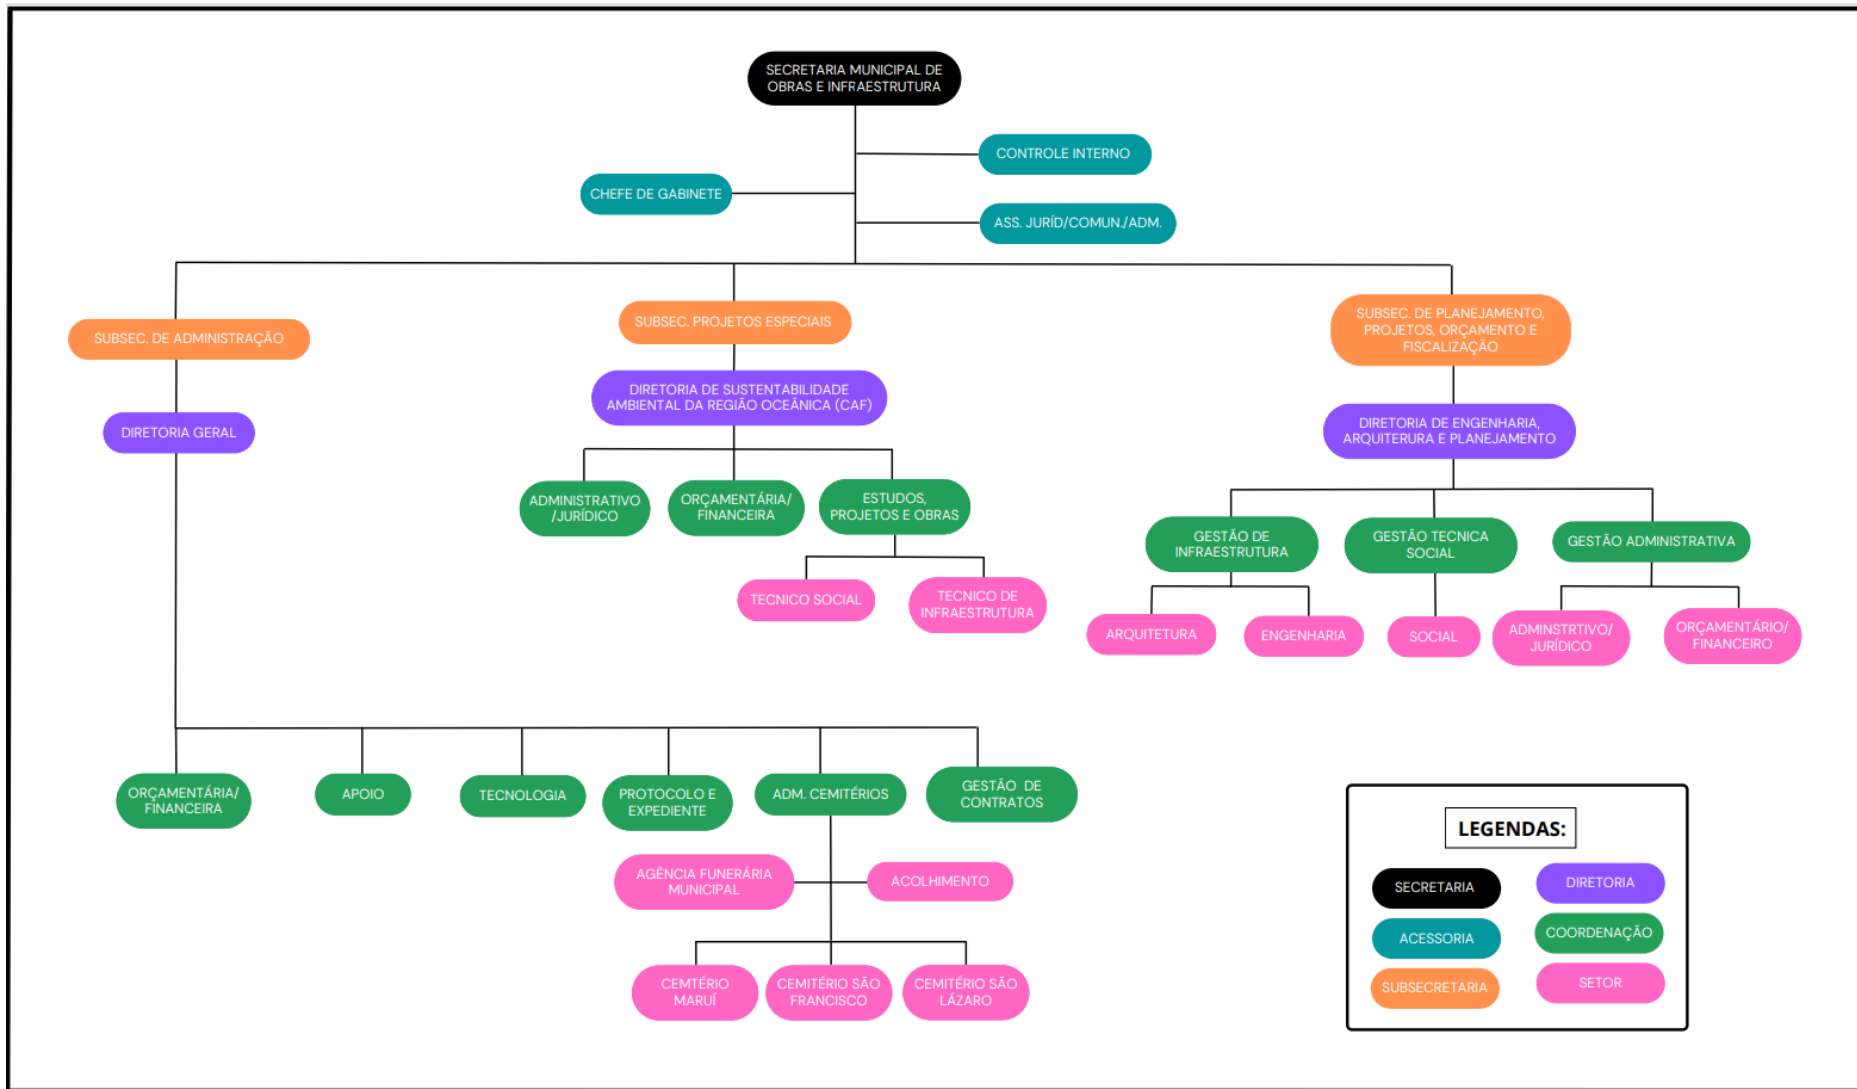 SECRETARIA MUNICIPAL DE
OBRAS E INFRAESTRUTURA
CONTROLE INTERNO
CHEFE DE GABINETE
ASS. JURÍD/COMUN./ADM.
SUBSEC. DE ADMINISTRAÇÃO
SUBSEC. PROJETOS ESPECIAIS
SUBSEC. DE PLANEJAMENTO,
PROJETOS, ORÇAMENTO E
FISCALIZAÇÃO
DIRETORIA GERAL
DIRETORIA DE SUSTENTABILIDADE
AMBIENTAL DA REGIÃO OCEÂNICA (CAF)
DIRETORIA DE ENGENHARIA,
ARQUITERURA E PLANEJAMENTO
ADMINISTRATIVO
/JURÍDICO
ORÇAMENTÁRIA/
FINANCEIRA
ESTUDOS,
PROJETOS E OBRAS
GESTÃO DE
INFRAESTRUTURA
GESTÃO TECNICA
SOCIAL
GESTÃO ADMINISTRATIVA
TECNICO SOCIAL
TECNICO DE
INFRAESTRUTURA
ARQUITETURA
ENGENHARIA
SOCIAL
ADMINSTRTIVO/
JURÍDICO
ORÇAMENTÁRIO/
FINANCEIRO
ORÇAMENTÁRIA/
FINANCEIRA
APOIO
TECNOLOGIA
PROTOCOLO E
EXPEDIENTE
ADM. CEMITÉRIOS
GESTÃO DE
CONTRATOS
AGÊNCIA FUNERÁRIA
MUNICIPAL
ACOLHIMENTO
CEMTÉRIO
MARUÍ
CEMITÉRIO SÃO
FRANCISCO
CEMITÉRIO SÃO
LÁZARO
LEGENDAS:
SECRETARIA
DIRETORIA
ACESSORIA
COORDENAÇÃO
SUBSECRETARIA
SETOR